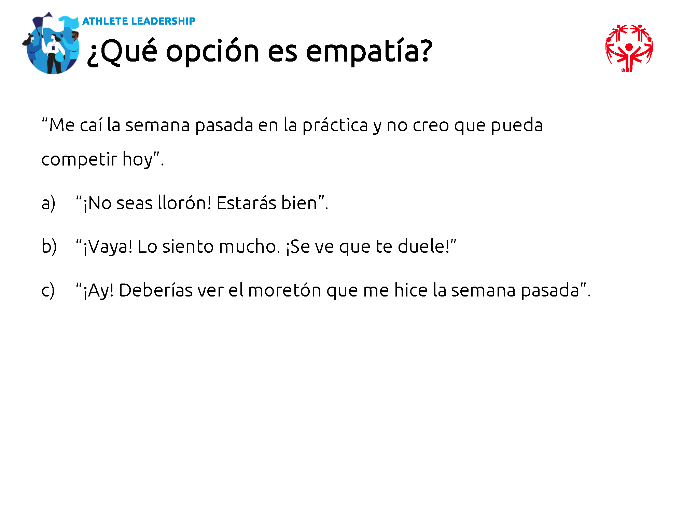 ATHLETE LEADERSHIP
¿Qué opción es empatía?
“Me caí la semana pasada en la práctica y no creo que pueda
competir hoy”.
a) “¡No seas llorón! Estarás bien”.
b) “¡Vaya! Lo siento mucho. ¡Se ve que te duele!”
c) “¡Ay! Deberías ver el moretón que me hice la semana pasada”.